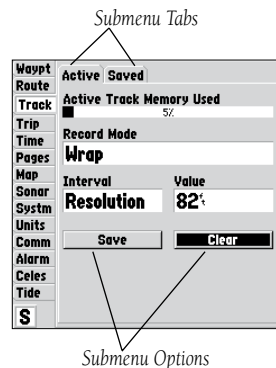 Submenu Tabs
Waypt
Route
Track
Trip
Time
Pages
Map
Sonar
Systm
Units
Comm
Alarm
Celes
Tide
S
Active Saved
Active Track Memory Used
5%
Record Mode
Wrap
Interval Value
Resolution 82
Save Clear
Submenu Options